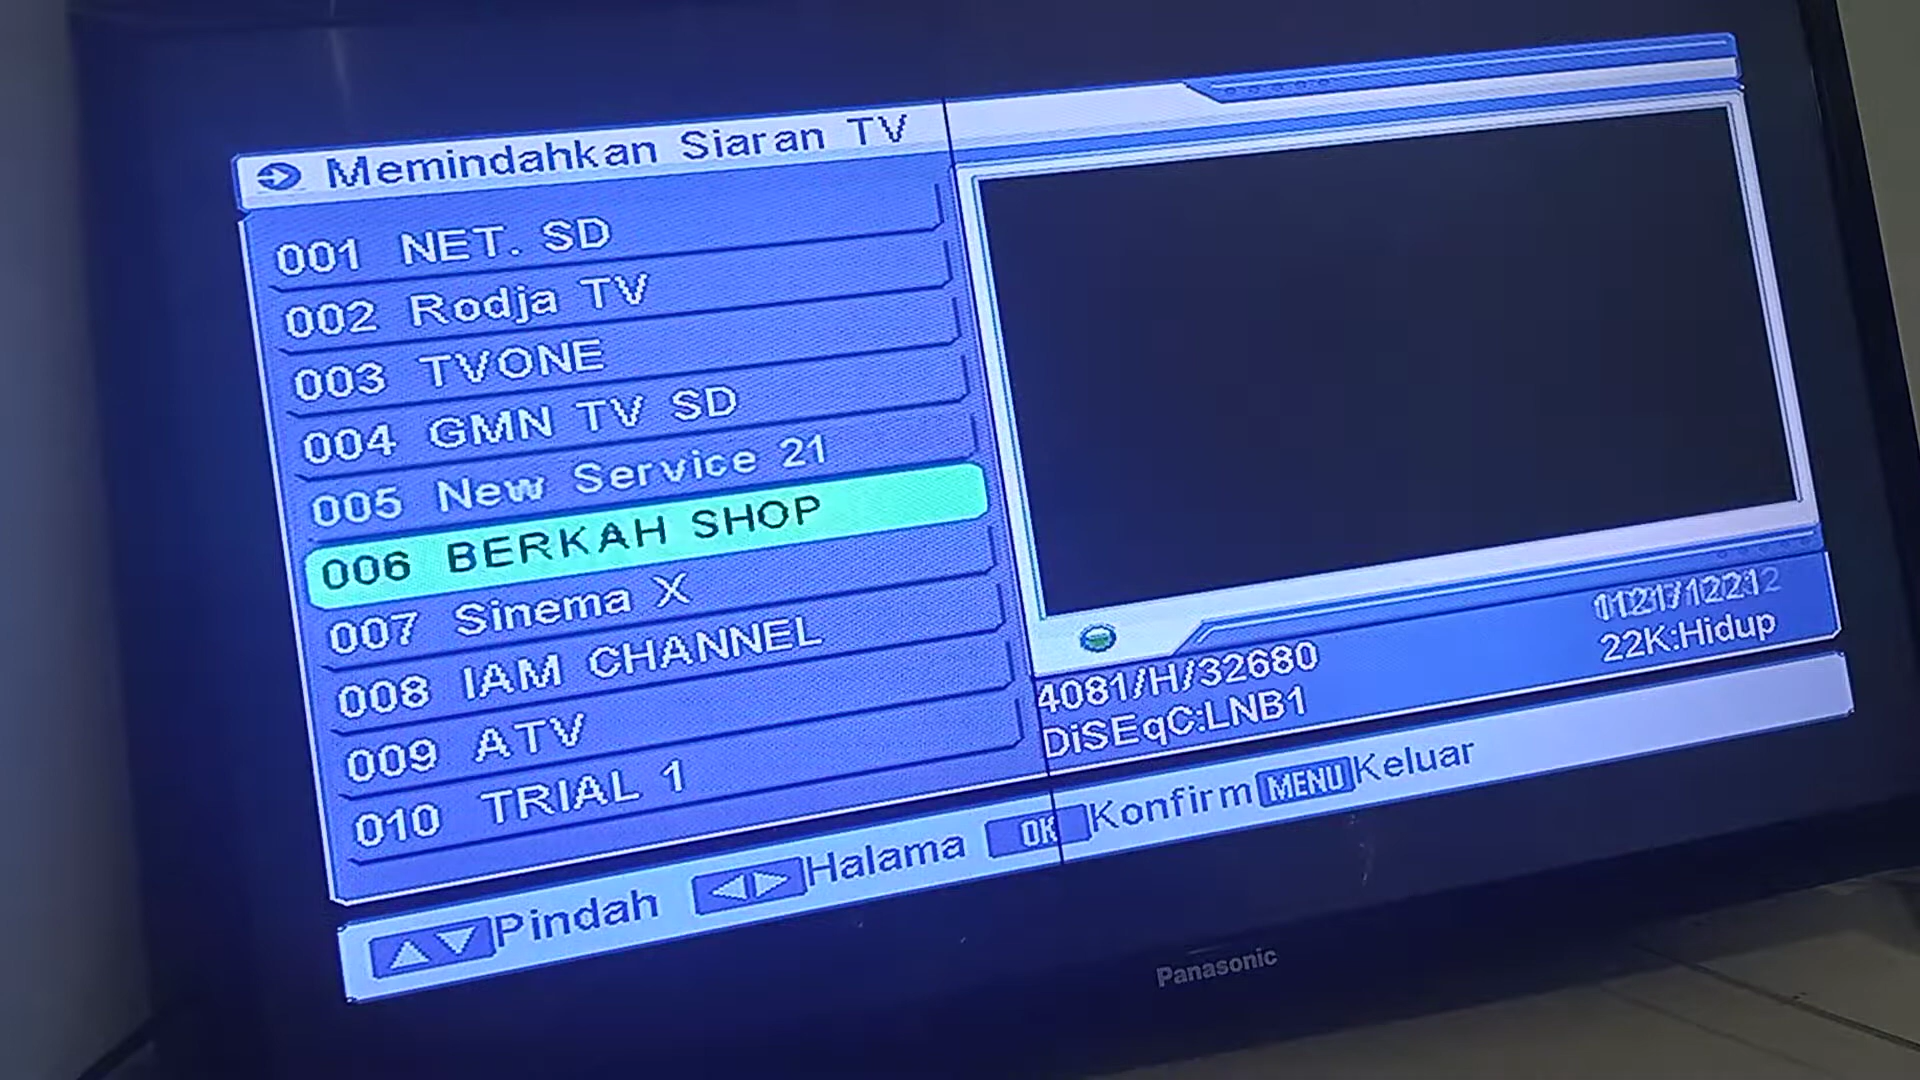 Memindahkan Siaran TV
001 NET. SD
002 Rodja TV
003 TVONE
004 GMN TV SD
005 New Service 21
006 BERKAH SHOP
007 Sinema X
008 IAM CHANNEL
009 ATV
010 TRIAL 1
4081/H/32680
22K:Hidup
DiSEqC:LNB1
Pindah Halama OK Konfirm MENU Keluar
Panasonic